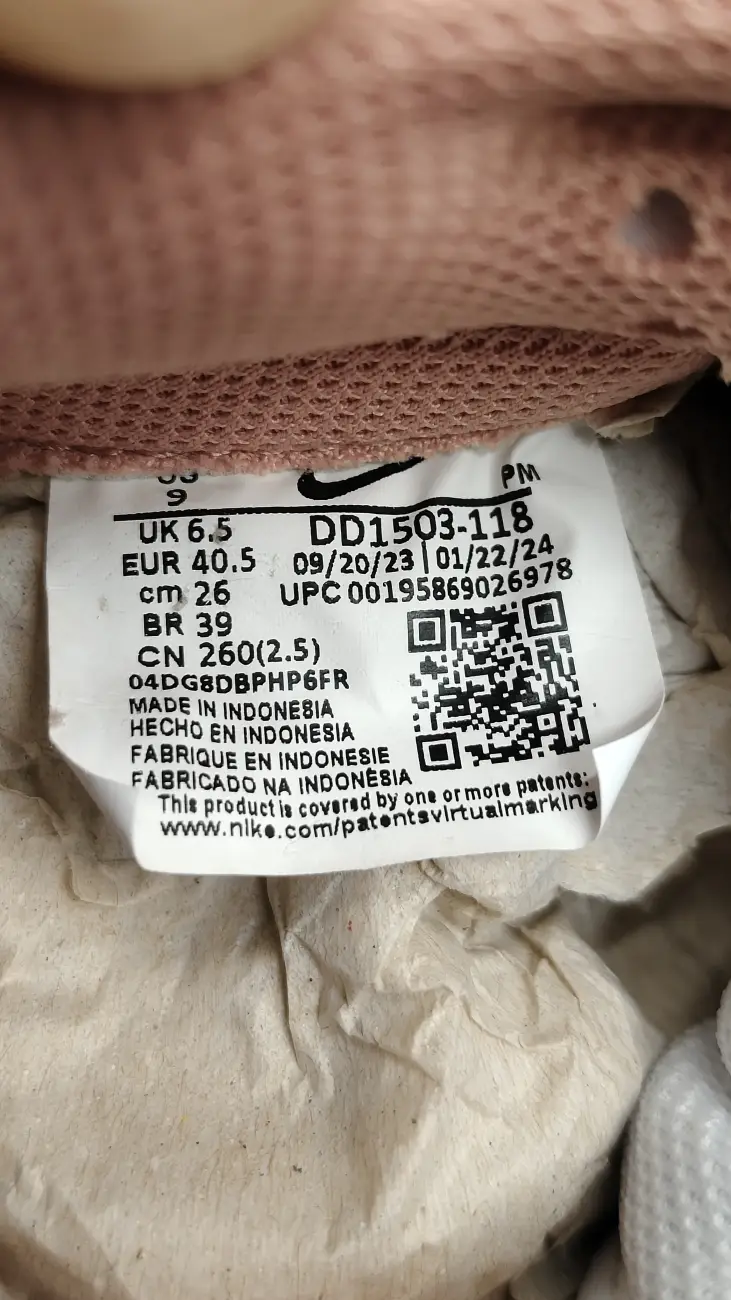 US
9
PM
UK 6.5
DD1503-118
EUR 40.5
09/20/23 | 01/22/24
cm 26
UPC 00195869026978
BR 39
CN 260(2.5)
04DG8DBPHP6FR
MADE IN INDONESIA
HECHO EN INDONESIA
FABRIQUE EN INDONESIE
FABRICADO NA INDONÉSIA
This product is covered by one or more patents:
www.nike.com/patentsvirtualmarking